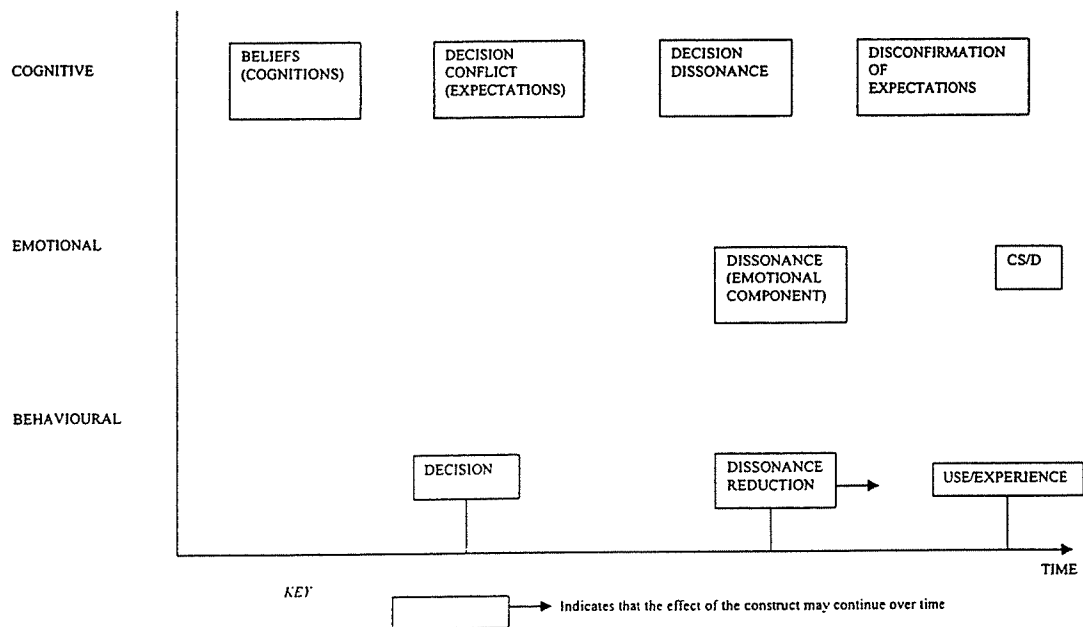 COGNITIVE
BELIEFS
(COGNITIONS)
DECISION
CONFLICT
(EXPECTATIONS)
DECISION
DISSONANCE
DISCONFIRMATION
OF
EXPECTATIONS
EMOTIONAL
DISSONANCE
(EMOTIONAL
COMPONENT)
CS/D
BEHAVIOURAL
DECISION
DISSONANCE
REDUCTION
USE/EXPERIENCE
TIME
KEY
Indicates that the effect of the construct may continue over time